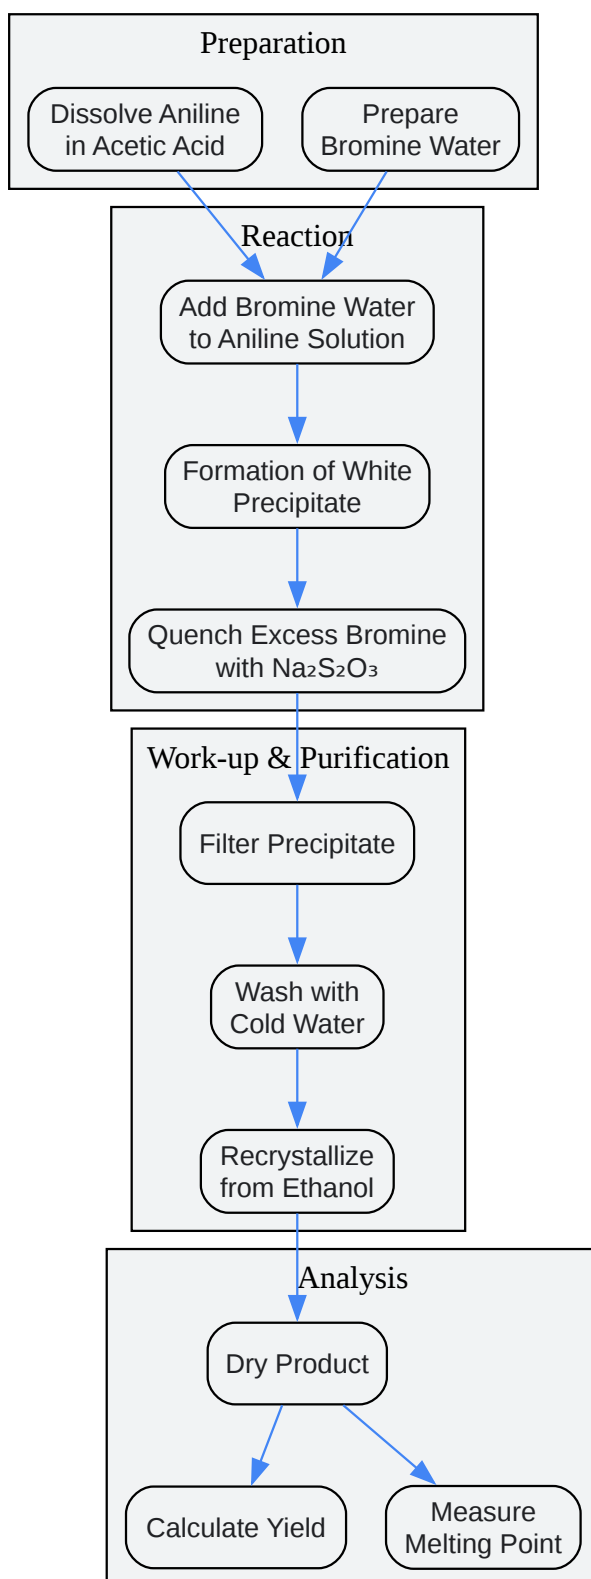 Preparation
Dissolve Aniline
in Acetic Acid
Prepare
Bromine Water
Reaction
Add Bromine Water
to Aniline Solution
Formation of White
Precipitate
Quench Excess Bromine
with Na₂S₂O₃
Work-up & Purification
Filter Precipitate
Wash with
Cold Water
Recrystallize
from Ethanol
Analysis
Dry Product
Calculate Yield
Measure
Melting Point